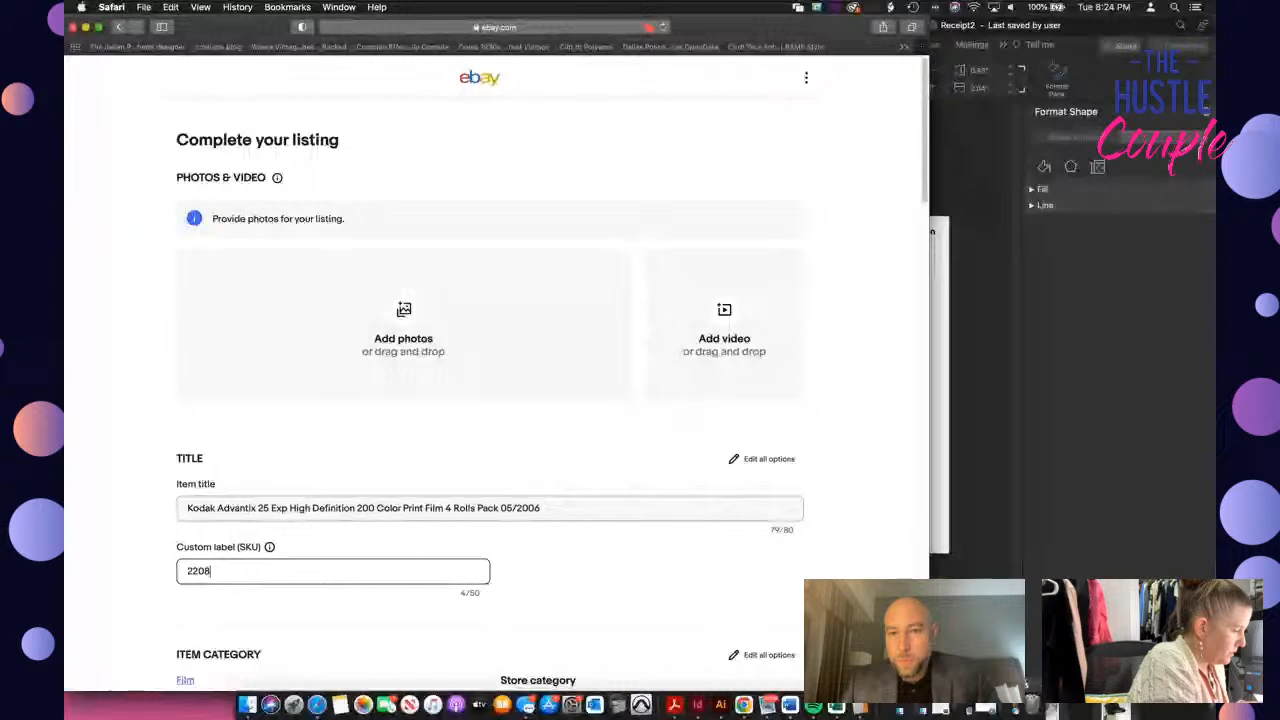 Safari File Edit View History Bookmarks Window Help
Tue 8:24 PM
ebay.com
Receipt2 – Last saved by user
Mailings Tell me
Share
THE
HUSTLE
Couple
Format Shape
Fill
Line
ebay
Complete your listing
PHOTOS & VIDEO
Provide photos for your listing.
Add photos
or drag and drop
Add video
or drag and drop
TITLE
Edit all options
Item title
Kodak Advantix 25 Exp High Definition 200 Color Print Film 4 Rolls Pack 05/2006
79/80
Custom label (SKU)
2208
4/50
ITEM CATEGORY
Edit all options
Film
Store category